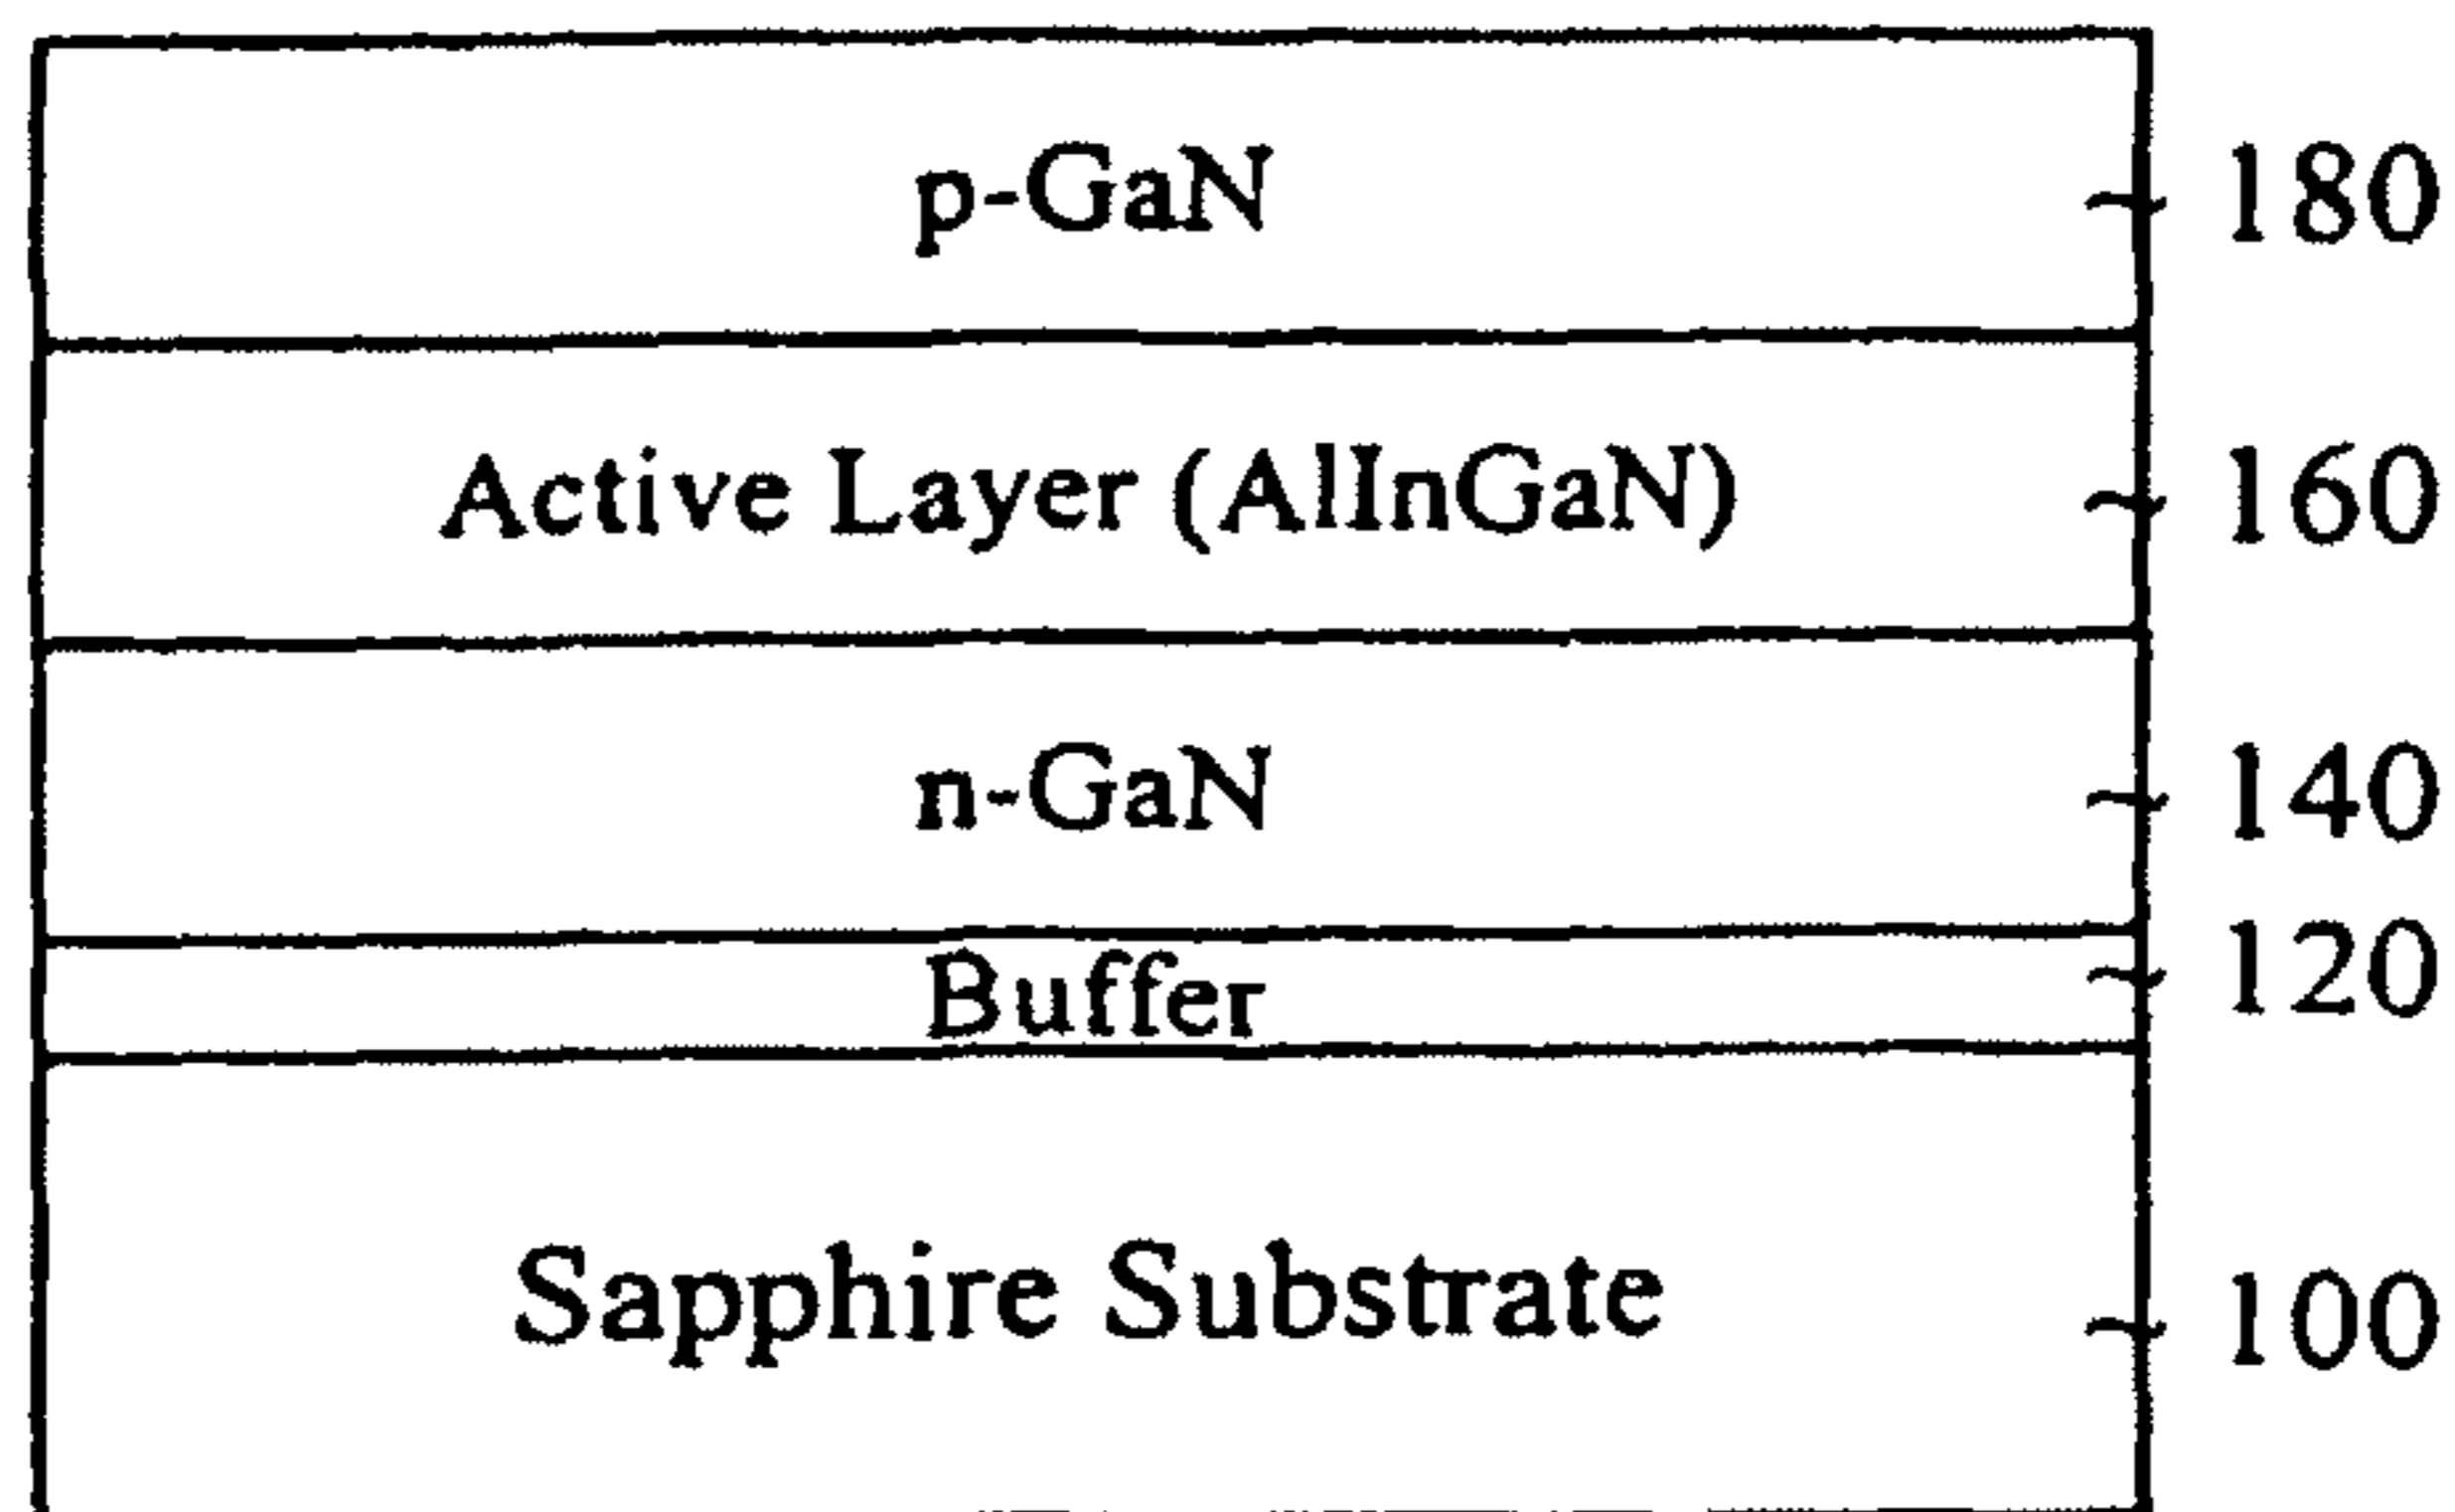 p-GaN 180
Active Layer (AlInGaN) 160
n-GaN 140
Buffer 120
Sapphire Substrate 100